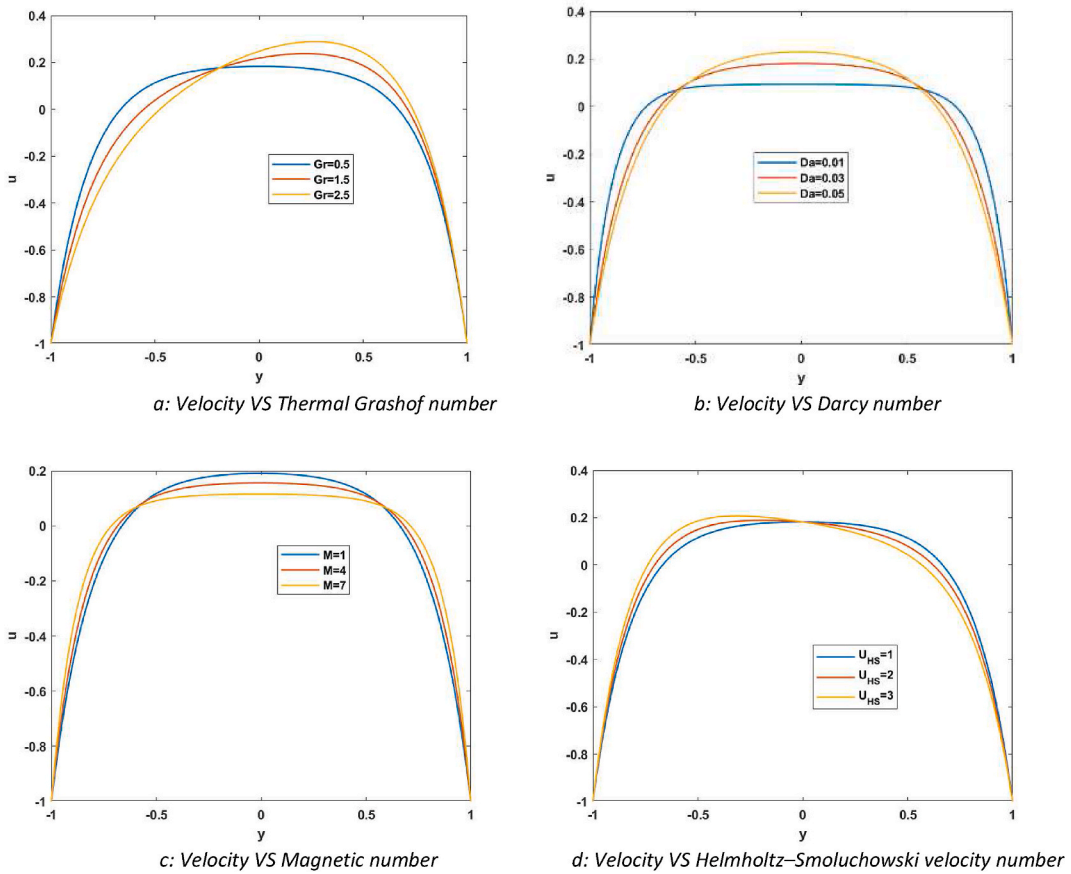 0.4
0.2
0
-0.2
-0.4
-0.6
-0.8
-1
u
Gr=0.5
Gr=1.5
Gr=2.5
-1 -0.5 0 0.5 1
y
a: Velocity VS Thermal Grashof number
0.4
0.2
0
-0.2
-0.4
-0.6
-0.8
-1
u
Da=0.01
Da=0.03
Da=0.05
-1 -0.5 0 0.5 1
y
b: Velocity VS Darcy number
0.2
0
-0.2
-0.4
-0.6
-0.8
-1
u
M=1
M=4
M=7
-1 -0.5 0 0.5 1
y
c: Velocity VS Magnetic number
0.4
0.2
0
-0.2
-0.4
-0.6
-0.8
-1
u
U_HS=1
U_HS=2
U_HS=3
-1 -0.5 0 0.5 1
y
d: Velocity VS Helmholtz–Smoluchowski velocity number